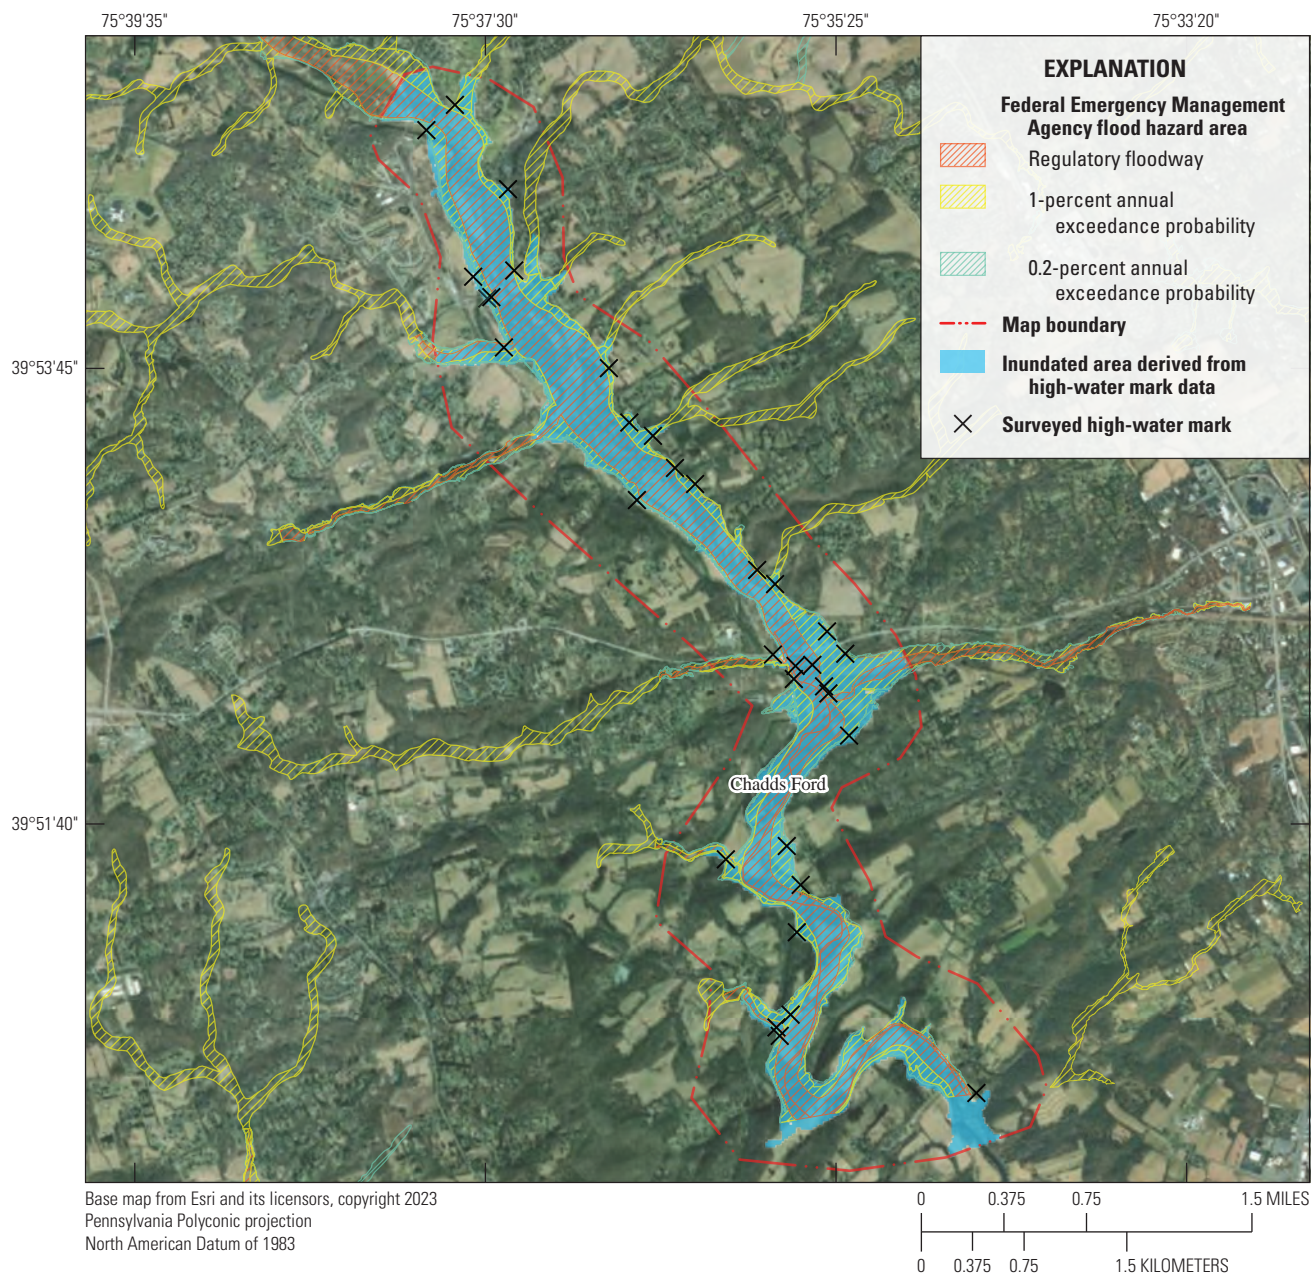 75°39'35"
75°37'30"
75°35'25"
75°33'20"
EXPLANATION
Federal Emergency Management
Agency flood hazard area
Regulatory floodway
1-percent annual
exceedance probability
0.2-percent annual
exceedance probability
Map boundary
Inundated area derived from
high-water mark data
Surveyed high-water mark
39°53'45"
Chadds Ford
39°51'40"
Base map from Esri and its licensors, copyright 2023
Pennsylvania Polyconic projection
North American Datum of 1983
0 0.375 0.75 1.5 MILES
0 0.375 0.75 1.5 KILOMETERS